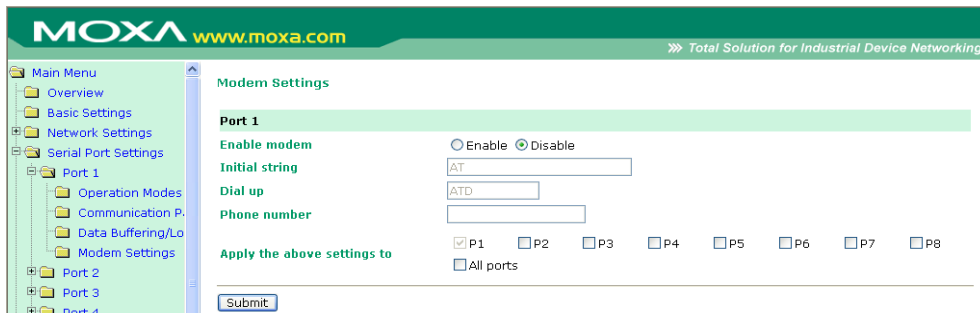 MOXA www.moxa.com
Total Solution for Industrial Device Networking
Main Menu
Overview
Basic Settings
Network Settings
Serial Port Settings
Port 1
Operation Modes
Communication P
Data Buffering/Lo
Modem Settings
Port 2
Port 3
Port 4
Modem Settings
Port 1
Enable modem Enable Disable
Initial string AT
Dial up ATD
Phone number
Apply the above settings to P1 P2 P3 P4 P5 P6 P7 P8
All ports
Submit